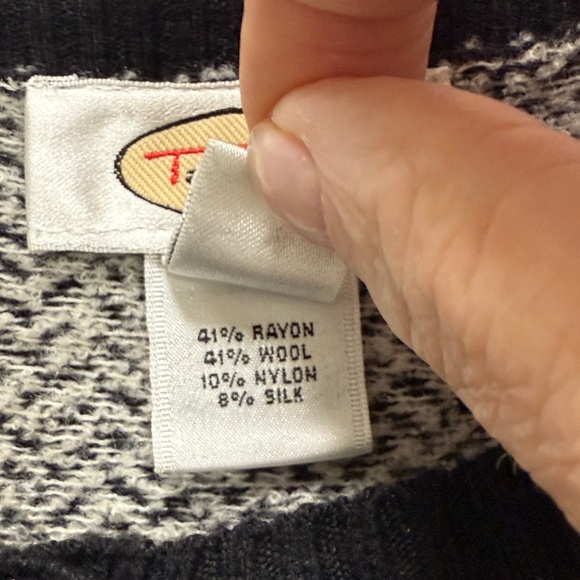 41% RAYON
41% WOOL
10% NYLON
8% SILK